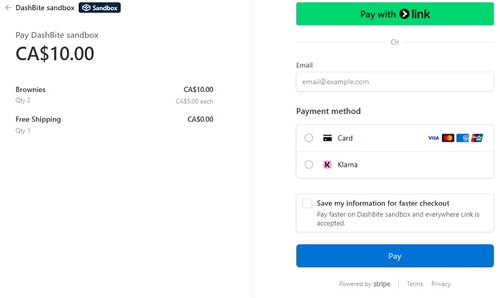 DashBite sandbox Sandbox
Pay DashBite sandbox
CA$10.00
Brownies CA$10.00
Qty 2 CA$5.00 each
Free Shipping CA$0.00
Qty 1
Pay with link
Or
Email
email@example.com
Payment method
Card VISA
K Klarna
Save my information for faster checkout
Pay faster on DashBite sandbox and everywhere Link is
accepted.
Pay
Powered by stripe Terms Privacy